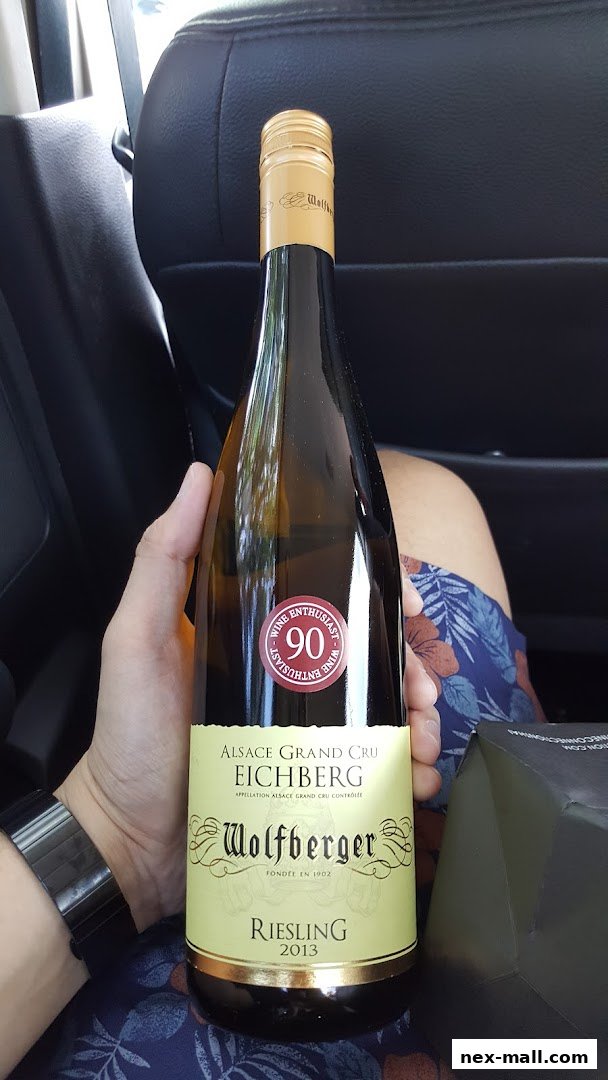 Wolfb
WINE ENTHUSIAST - WINE ENTHUSIAST -
90
ALSACE GRAND CRU
EICHBERG
APPELLATION ALSACE GRAND CRU CONTRÔLÉE
Wolfberger
FONDÉE EN 1902
RIESLING
2013
nex-mall.com